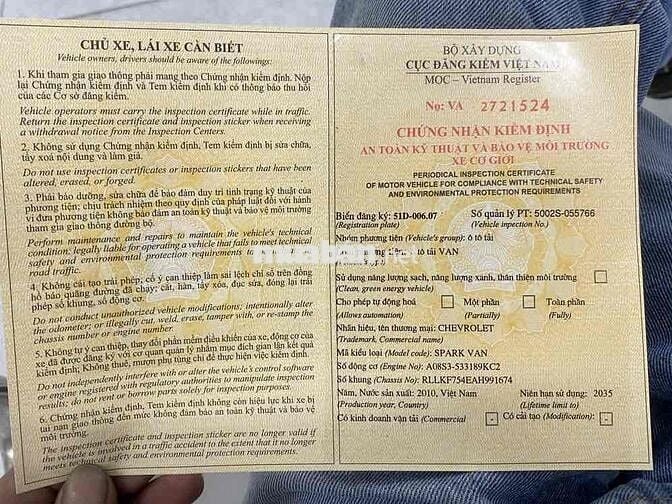 CHỦ XE, LÁI XE CẦN BIẾT
Vehicle owners, drivers should be aware of the followings:
1. Khi tham gia giao thông phải mang theo Chứng nhận kiểm định. Nộp
lại Chứng nhận kiểm định và Tem kiểm định khi có thông báo thu hồi
của các Cơ sở đăng kiểm.
Vehicle operators must carry the inspection certificate while in traffic.
Return the inspection certificate and inspection sticker when receiving
a withdrawal notice from the Inspection Centers.
2. Không sử dụng Chứng nhận kiểm định, Tem kiểm định bị sửa chữa,
tẩy xoá nội dung và làm giả.
Do not use inspection certificates or inspection stickers that have been
altered, erased, or forged.
3. Phải bảo dưỡng, sửa chữa để bảo đảm duy trì tình trạng kỹ thuật của
phương tiện; chịu trách nhiệm theo quy định của pháp luật đối với hành
vi đưa phương tiện không bảo đảm an toàn kỹ thuật và bảo vệ môi trường
tham gia giao thông đường bộ.
Perform maintenance and repairs to maintain the vehicle's technical
condition; legally liable for operating a vehicle that fails to meet technical
safety and environmental protection requirements
road traffic.
4. Không cải tạo trái phép, cố ý can thiệp làm sai lệch chỉ số trên đồng
hồ báo quãng đường đã chạy; cắt, hàn, tẩy xóa, đục sửa, đóng lại trái
phép số khung, số động cơ.
Do not conduct unauthorized vehicle modifications; intentionally alter
the odometer; or illegally cut, weld, erase, tamper with, or re-stamp the
chassis number or engine number.
5. Không tự ý can thiệp, thay đổi phần mềm điều khiển của xe, động cơ của
xe đã được đăng ký với cơ quan quản lý nhằm mục đích gian lận kết quả
kiểm định; Không thuê, mượn phụ tùng chỉ để thực hiện việc kiểm định.
Do not independently interfere with or alter the vehicle's control software
or engine registered with regulatory authorities to manipulate inspection
results; do not rent or borrow parts solely for inspection purposes.
6. Chứng nhận kiểm định, Tem kiểm định không còn hiệu lực khi xe bị
tai nạn giao thông đến mức không đảm bảo an toàn kỹ thuật và bảo vệ
môi trường.
The inspection certificate and inspection sticker are no longer valid if
the vehicle is involved in a traffic accident to the extent that it no longer
meets technical safety and environmental protection requirements.
BỘ XÂY DỰNG
CỤC ĐĂNG KIỂM VIỆT NAM
MOC – Vietnam Register
No: VA 2721524
CHỨNG NHẬN KIỂM ĐỊNH
AN TOÀN KỸ THUẬT VÀ BẢO VỆ MÔI TRƯỜNG
XE CƠ GIỚI
PERIODICAL INSPECTION CERTIFICATE
OF MOTOR VEHICLE FOR COMPLIANCE WITH TECHNICAL SAFETY
AND ENVIRONMENTAL PROTECTION REQUIREMENTS
Biển đăng ký: 51D-006.07 Số quản lý PT: 5002S-055766
(Registration plate) (Vehicle inspection No.)
Nhóm phương tiện (Vehicle's group): ô tô tải
ô tô tải VAN
muaban
Sử dụng năng lượng sạch, năng lượng xanh, thân thiện môi trường
(Clean, green energy vehicle)
Cho phép tự động hoá Một phần Toàn phần
(Allows automation) (Partially) (Fully)
Nhãn hiệu, tên thương mại: CHEVROLET
(Trademark, Commercial name)
Mã kiểu loại (Model code): SPARK VAN
Số động cơ (Engine No): A08S3-533189KC2
Số khung (Chassis No): RLLKF754EAH991674
Năm, Nước sản xuất: 2010, Việt Nam Niên hạn sử dụng: 2035
(Production year, Country) (Lifetime limit to)
Có kinh doanh vận tải (Commercial Có cải tạo (Modification):